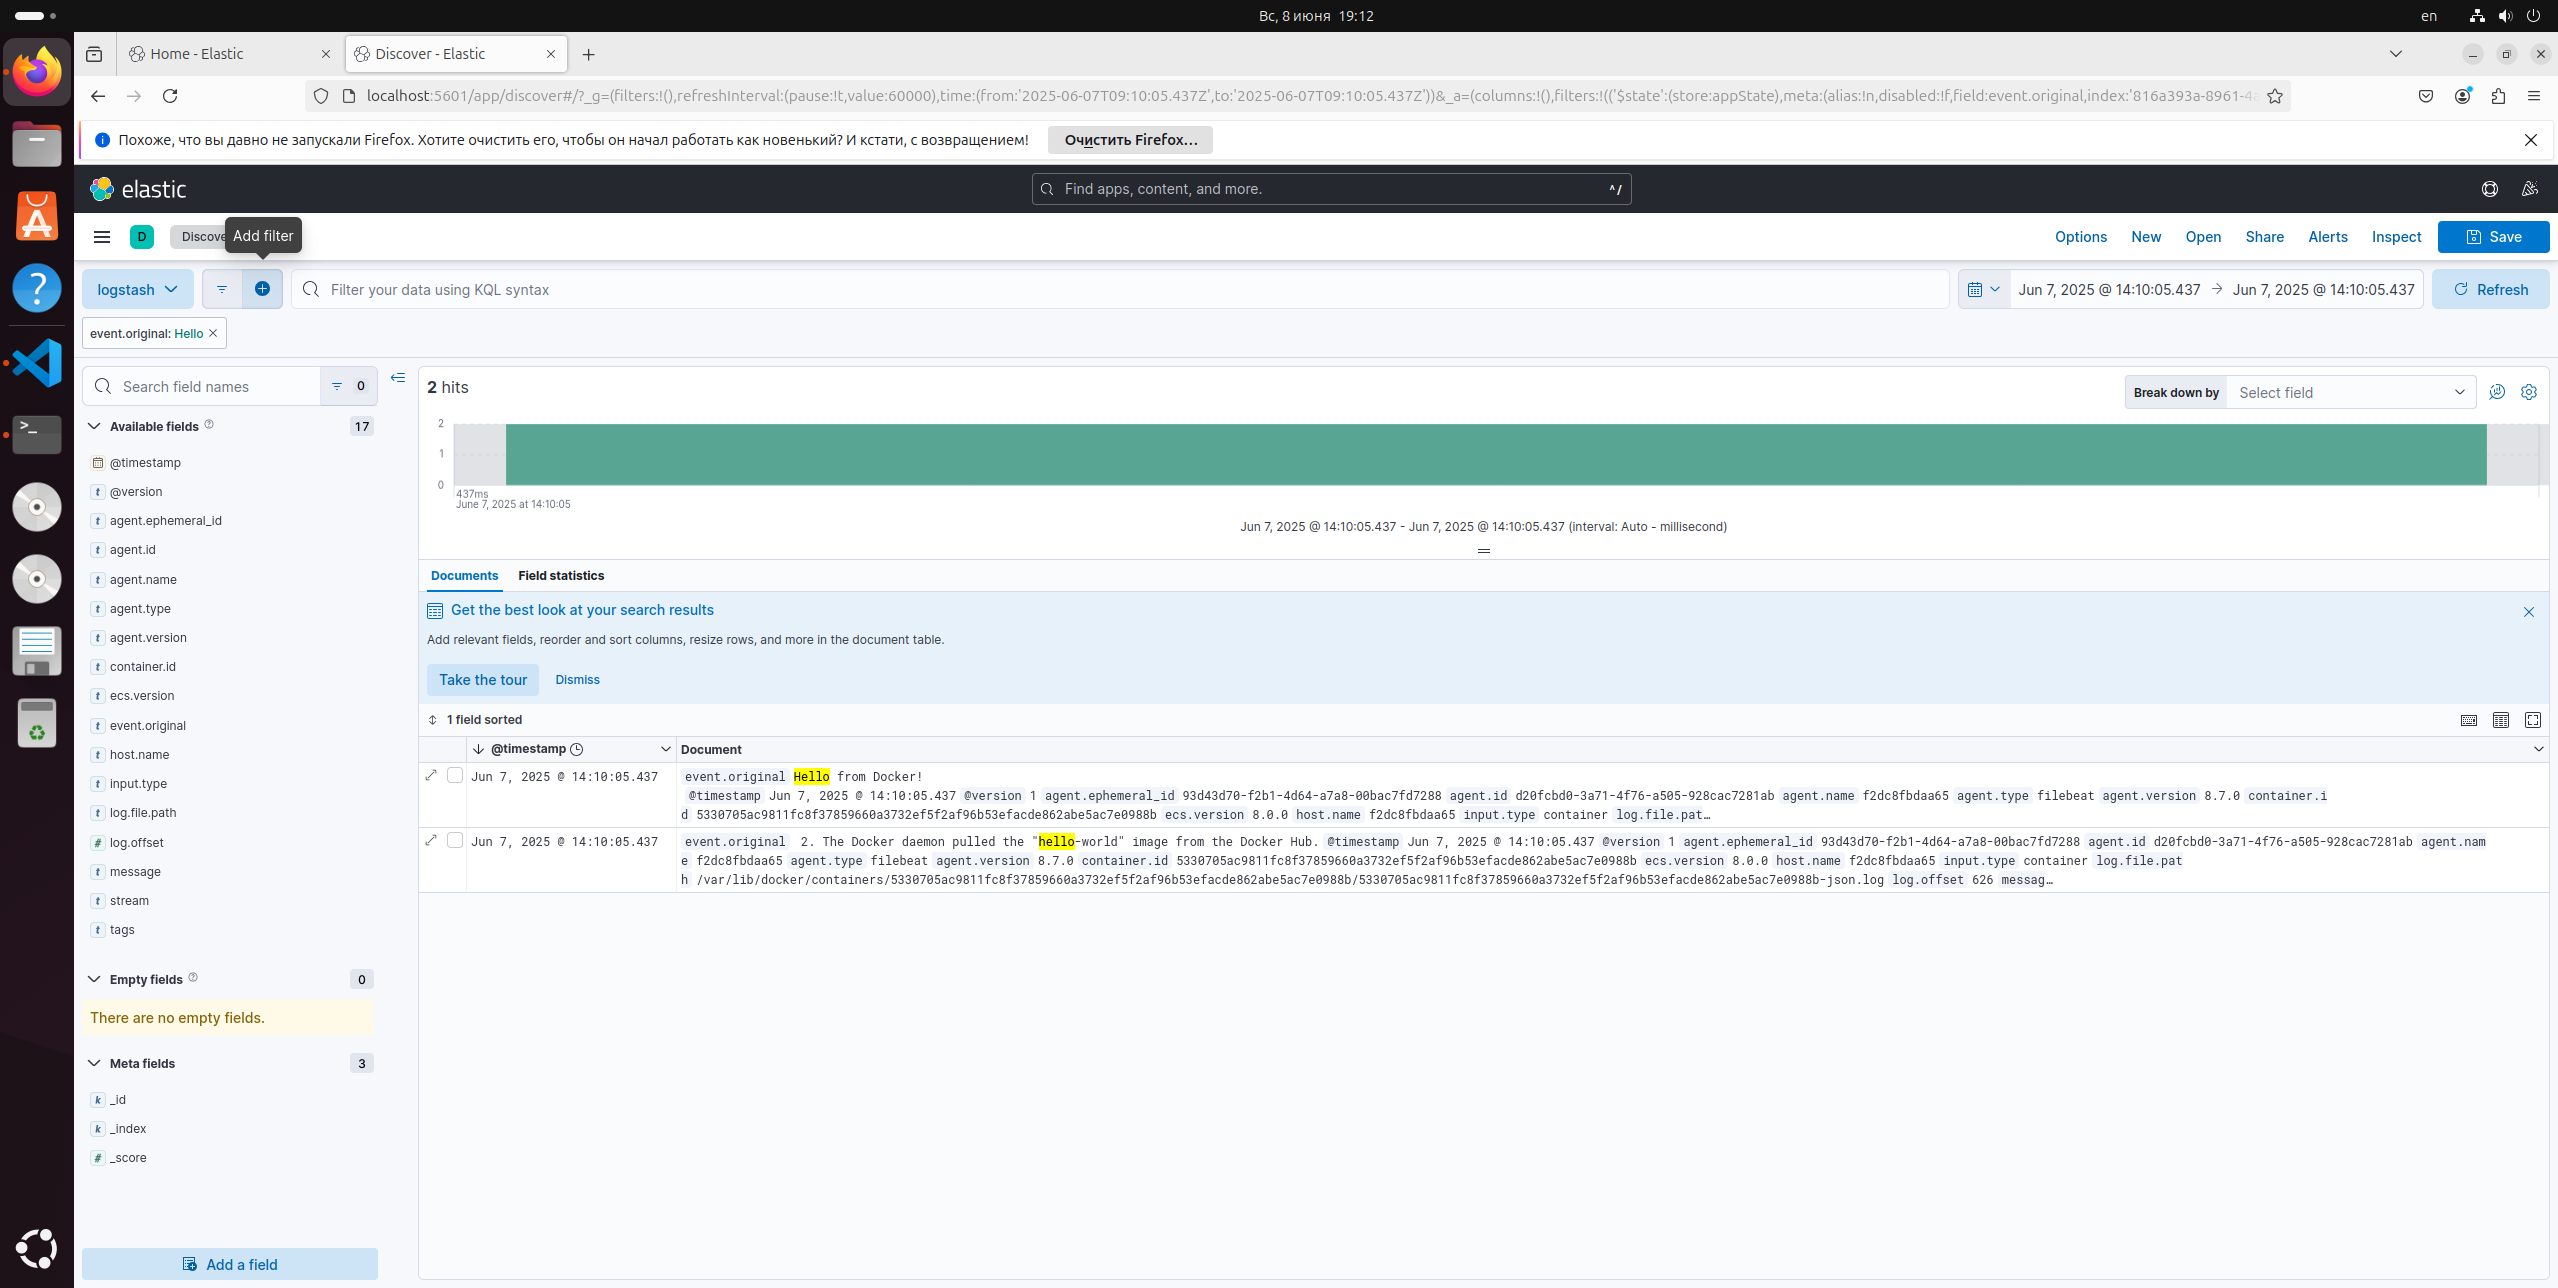 Вс, 8 июня 19:12
en
Home - Elastic
Discover - Elastic
localhost:5601/app/discover#/?_g=(filters:!(),refreshInterval:(pause:!t,value:60000),time:(from:'2025-06-07T09:10:05.437Z',to:'2025-06-07T09:10:05.437Z'))&_a=(columns:!(),filters:!(('$state':(store:appState),meta:(alias:!n,disabled:!f,field:event.original,index:'816a393a-8961-4a
Похоже, что вы давно не запускали Firefox. Хотите очистить его, чтобы он начал работать как новенький? И кстати, с возвращением!
Очистить Firefox…
elastic
Find apps, content, and more.
^/
D
Discove
Add filter
Options
New
Open
Share
Alerts
Inspect
Save
logstash
Filter your data using KQL syntax
Jun 7, 2025 @ 14:10:05.437 → Jun 7, 2025 @ 14:10:05.437
Refresh
event.original: Hello
Search field names
0
Available fields
17
@timestamp
@version
agent.ephemeral_id
agent.id
agent.name
agent.type
agent.version
container.id
ecs.version
event.original
host.name
input.type
log.file.path
log.offset
message
stream
tags
Empty fields
0
There are no empty fields.
Meta fields
3
_id
_index
_score
Add a field
2 hits
Break down by
Select field
2
1
0
437ms
June 7, 2025 at 14:10:05
Jun 7, 2025 @ 14:10:05.437 - Jun 7, 2025 @ 14:10:05.437 (interval: Auto - millisecond)
Documents
Field statistics
Get the best look at your search results
Add relevant fields, reorder and sort columns, resize rows, and more in the document table.
Take the tour
Dismiss
1 field sorted
@timestamp
Document
Jun 7, 2025 @ 14:10:05.437
event.original Hello from Docker!
@timestamp Jun 7, 2025 @ 14:10:05.437 @version 1 agent.ephemeral_id 93d43d70-f2b1-4d64-a7a8-00bac7fd7288 agent.id d20fcbd0-3a71-4f76-a505-928cac7281ab agent.name f2dc8fbdaa65 agent.type filebeat agent.version 8.7.0 container.i
d 5330705ac9811fc8f37859660a3732ef5f2af96b53efacde862abe5ac7e0988b ecs.version 8.0.0 host.name f2dc8fbdaa65 input.type container log.file.pat…
Jun 7, 2025 @ 14:10:05.437
event.original 2. The Docker daemon pulled the "hello-world" image from the Docker Hub. @timestamp Jun 7, 2025 @ 14:10:05.437 @version 1 agent.ephemeral_id 93d43d70-f2b1-4d64-a7a8-00bac7fd7288 agent.id d20fcbd0-3a71-4f76-a505-928cac7281ab agent.nam
e f2dc8fbdaa65 agent.type filebeat agent.version 8.7.0 container.id 5330705ac9811fc8f37859660a3732ef5f2af96b53efacde862abe5ac7e0988b ecs.version 8.0.0 host.name f2dc8fbdaa65 input.type container log.file.pat
h /var/lib/docker/containers/5330705ac9811fc8f37859660a3732ef5f2af96b53efacde862abe5ac7e0988b/5330705ac9811fc8f37859660a3732ef5f2af96b53efacde862abe5ac7e0988b-json.log log.offset 626 messag…